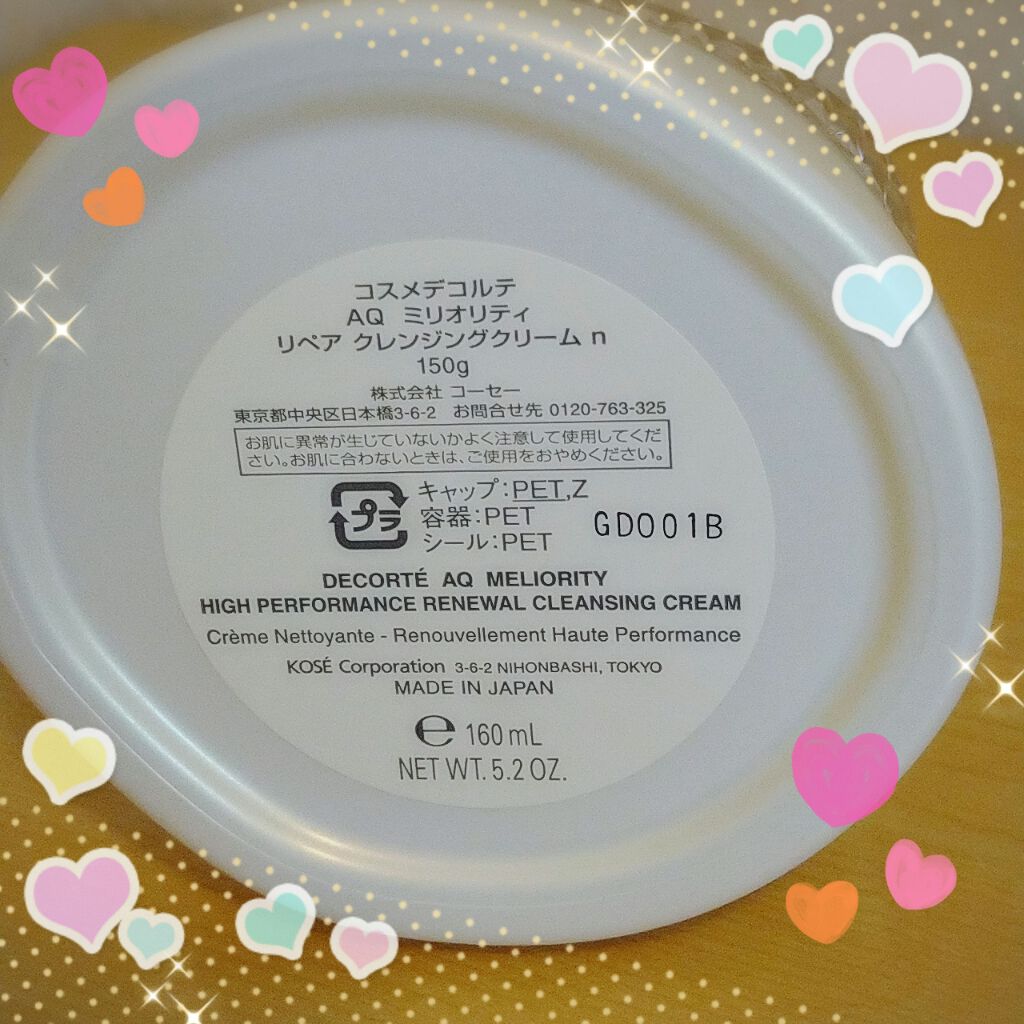 コスメデコルテ
AQ ミリオリティ
リペア クレンジングクリーム n
150g
株式会社 コーセー
東京都中央区日本橋3-6-2 お問合せ先 0120-763-325
お肌に異常が生じていないかよく注意して使用してくだ
さい。お肌に合わないときは、ご使用をおやめください。
プラ
キャップ:PET,Z
容器:PET
シール:PET
GD001B
DECORTÉ AQ MELIORITY
HIGH PERFORMANCE RENEWAL CLEANSING CREAM
Crème Nettoyante - Renouvellement Haute Performance
KOSÉ Corporation 3-6-2 NIHONBASHI, TOKYO
MADE IN JAPAN
℮ 160 mL
NET WT. 5.2 OZ.